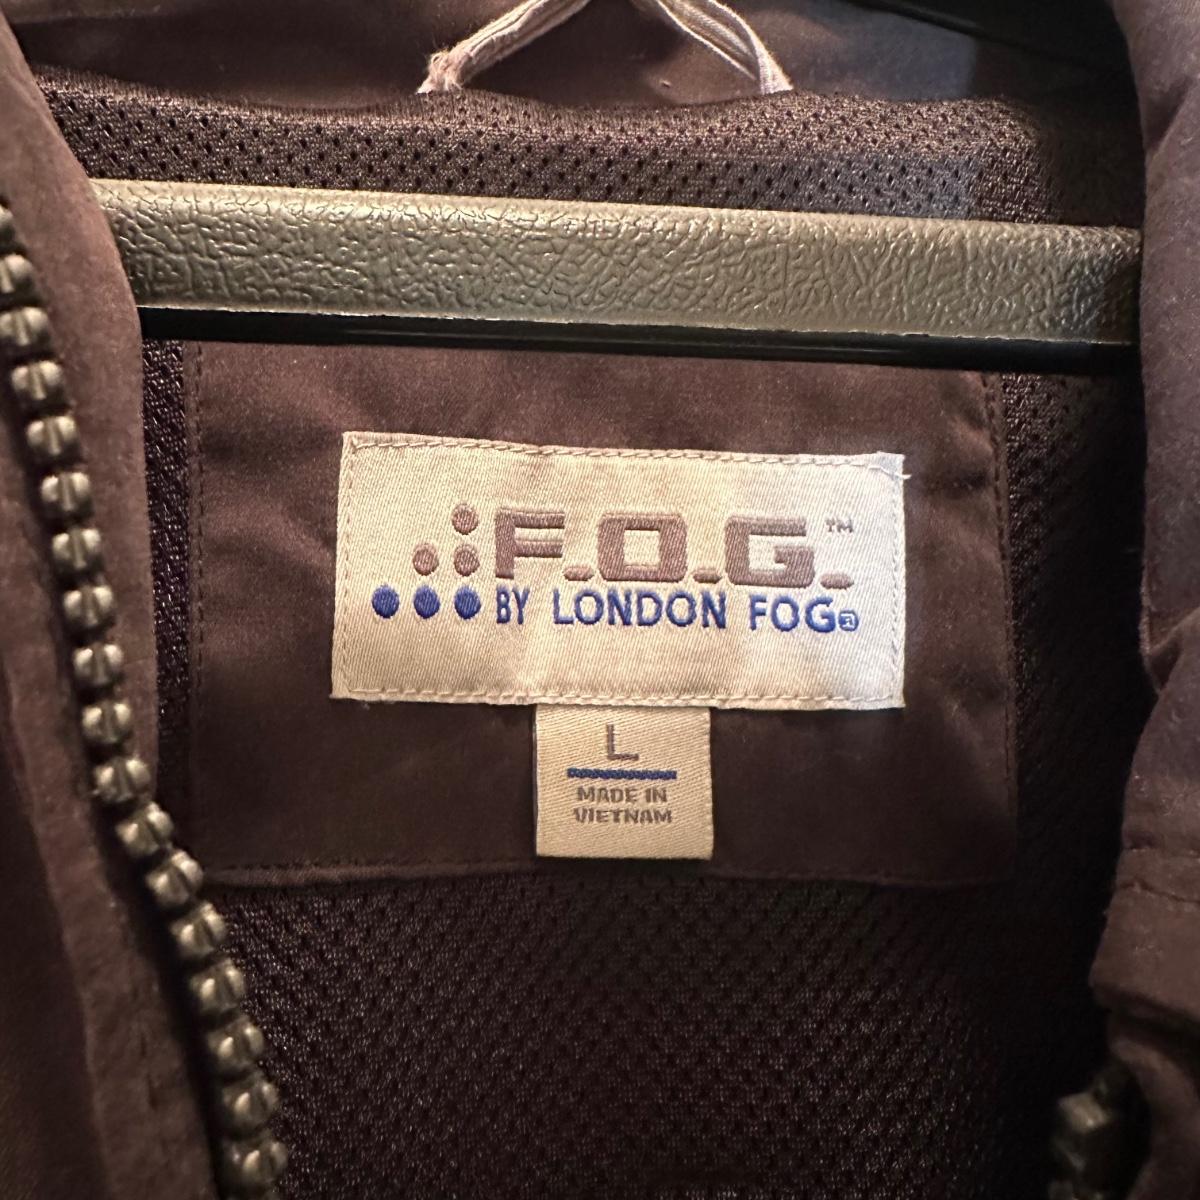 F.O.G.™
BY LONDON FOG®
L
MADE IN
VIETNAM